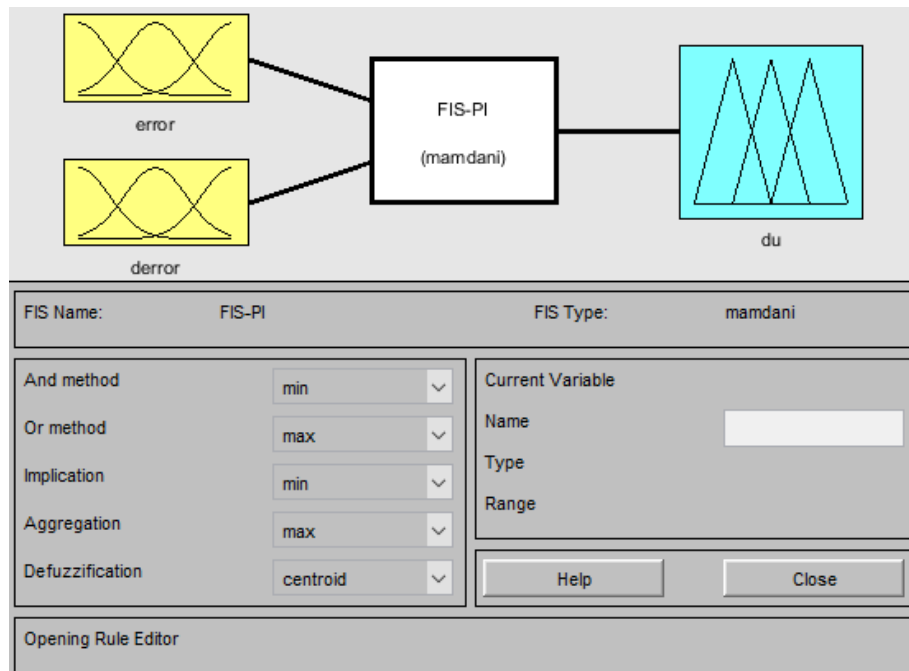 error
FIS-PI
(mamdani)
derror
du
FIS Name: FIS-PI FIS Type: mamdani
And method min
Or method max
Implication min
Aggregation max
Defuzzification centroid
Current Variable
Name
Type
Range
Help Close
Opening Rule Editor